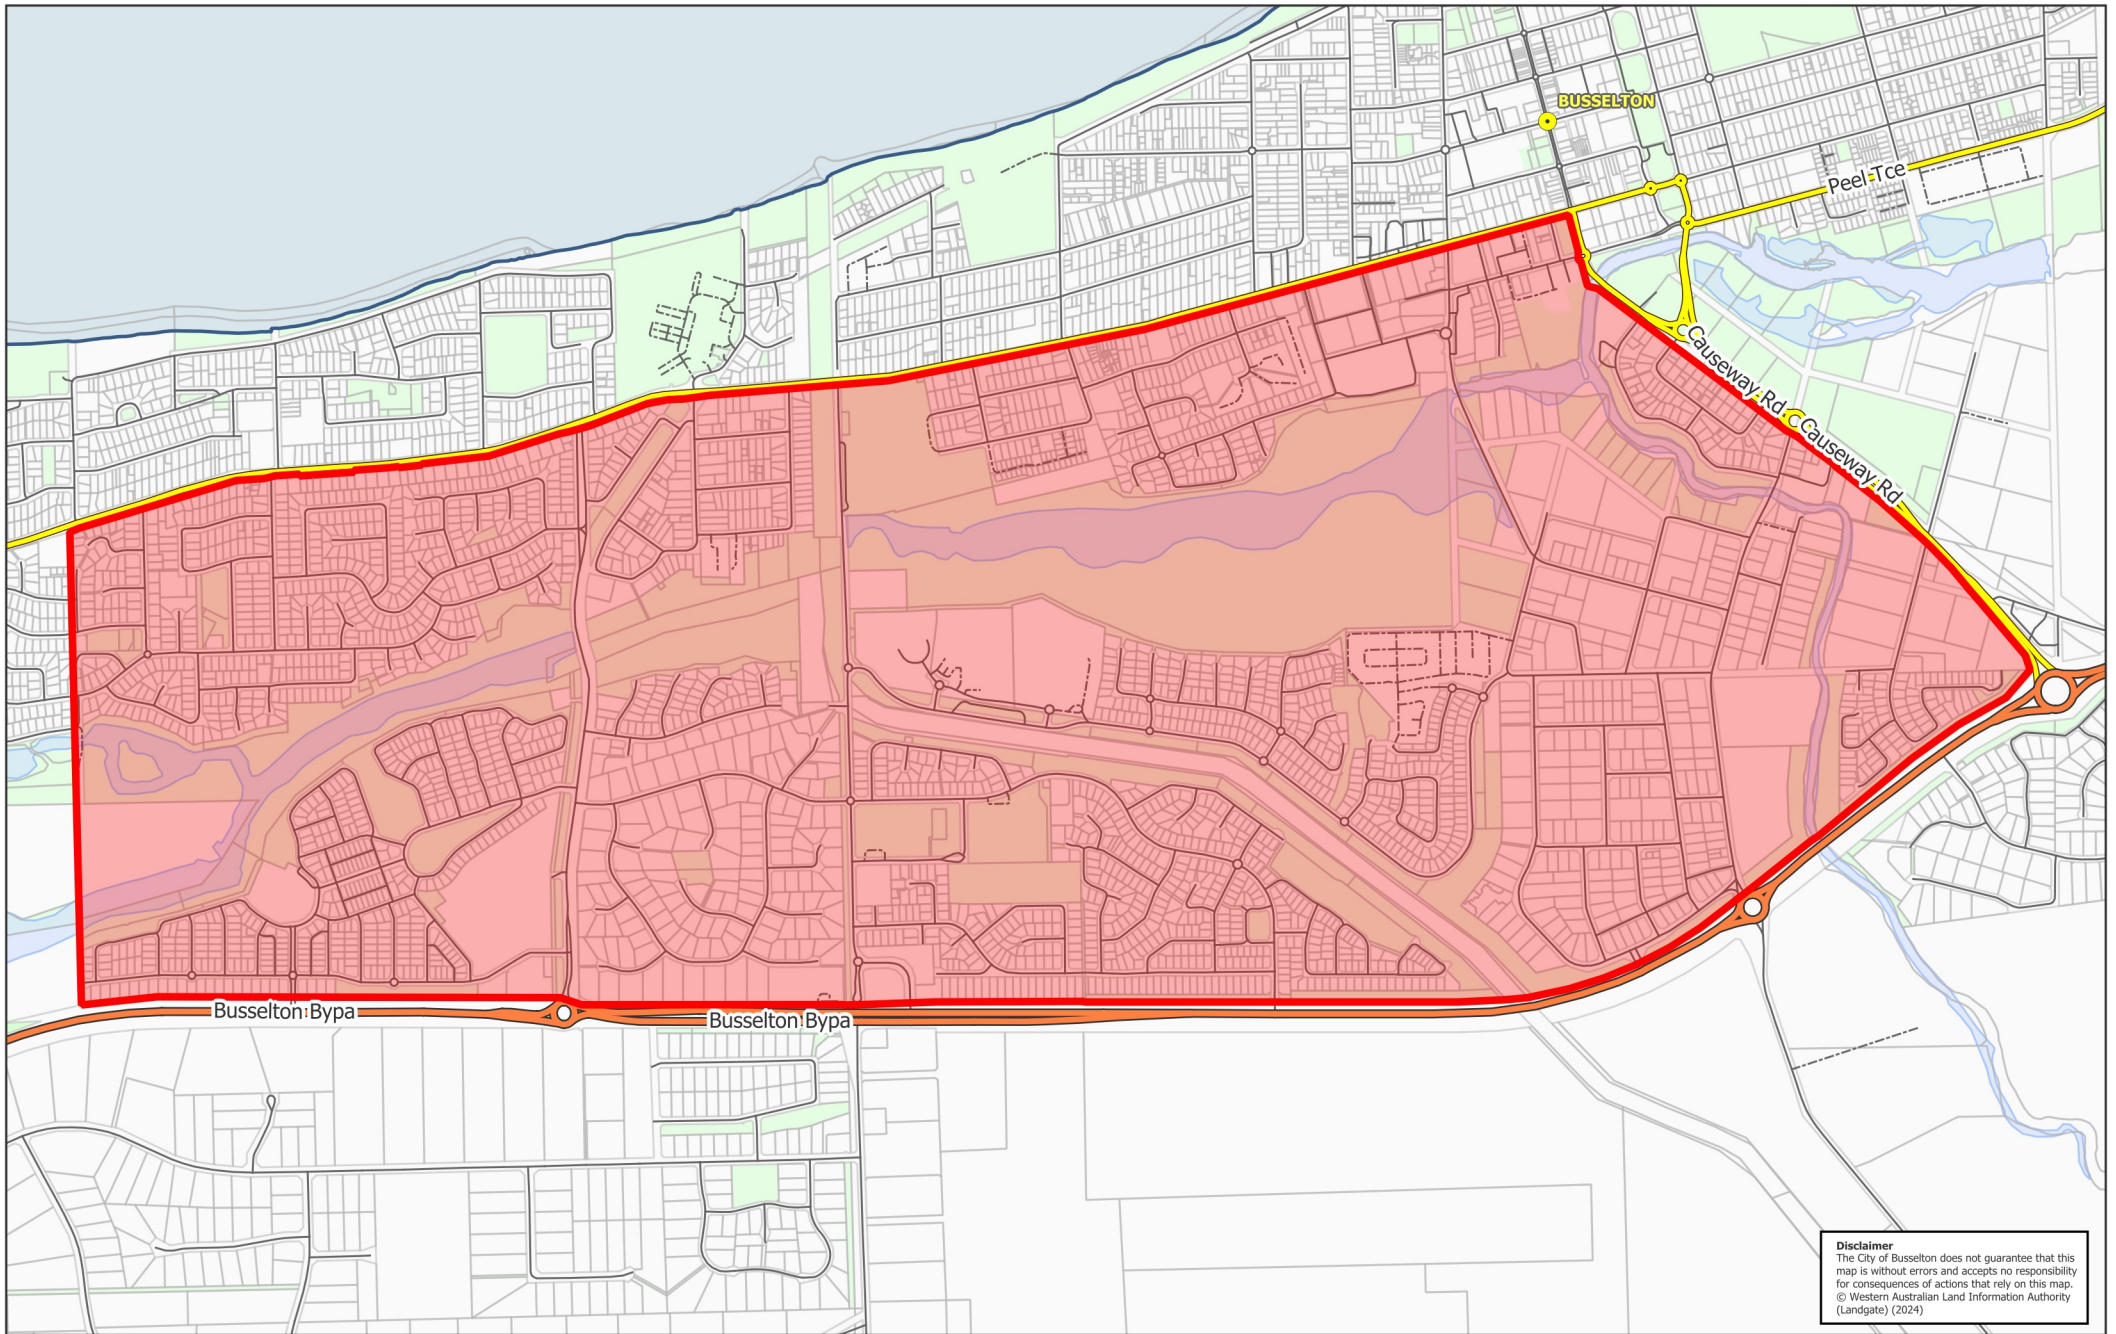 BUSSELTON
Peel Tce
Causeway Rd
Causeway Rd
Busselton Bypa
Busselton Bypa
Disclaimer
The City of Busselton does not guarantee that this
map is without errors and accepts no responsibility
for consequences of actions that rely on this map.
© Western Australian Land Information Authority
(Landgate) (2024)